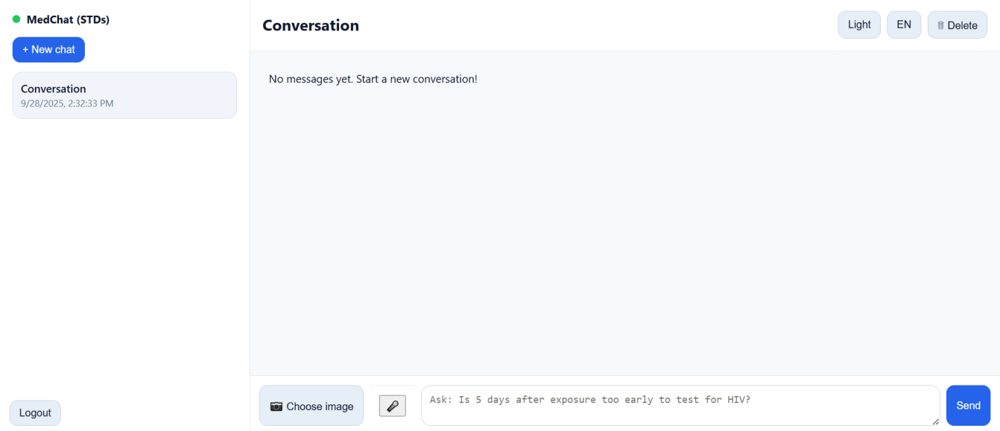 MedChat (STDs)
+ New chat
Conversation
9/28/2025, 2:32:33 PM
Logout
Conversation
Light
EN
Delete
No messages yet. Start a new conversation!
Choose image
Ask: Is 5 days after exposure too early to test for HIV?
Send